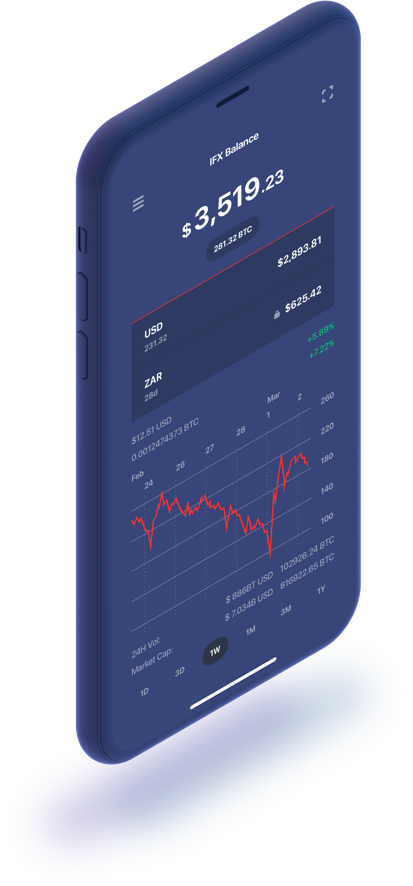 IFX Balance
$3,519.23
281.32 BTC
USD $2,893.81
231.32
ZAR $625.42
28d
$12.51 USD +5.89%
0.0012474373 BTC +7.22%
Feb Mar
24 26 27 28 1 2
260
220
180
140
100
24H Vol: $ 886BT USD 102926.24 BTC
Market Cap: $ 7.034B USD 816922.65 BTC
1D 3D 1W 1M 3M 1Y